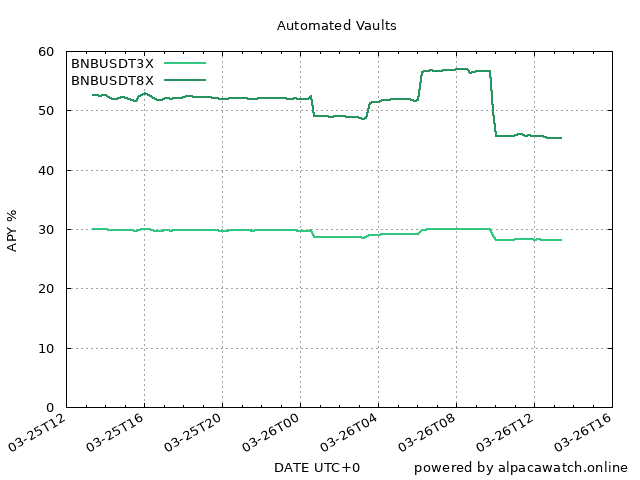 Automated Vaults
BNBUSDT3X
BNBUSDT8X
60
50
40
30
20
10
0
APY %
03-25T12
03-25T16
03-25T20
03-26T00
03-26T04
03-26T08
03-26T12
03-26T16
DATE UTC+0
powered by alpacawatch.online